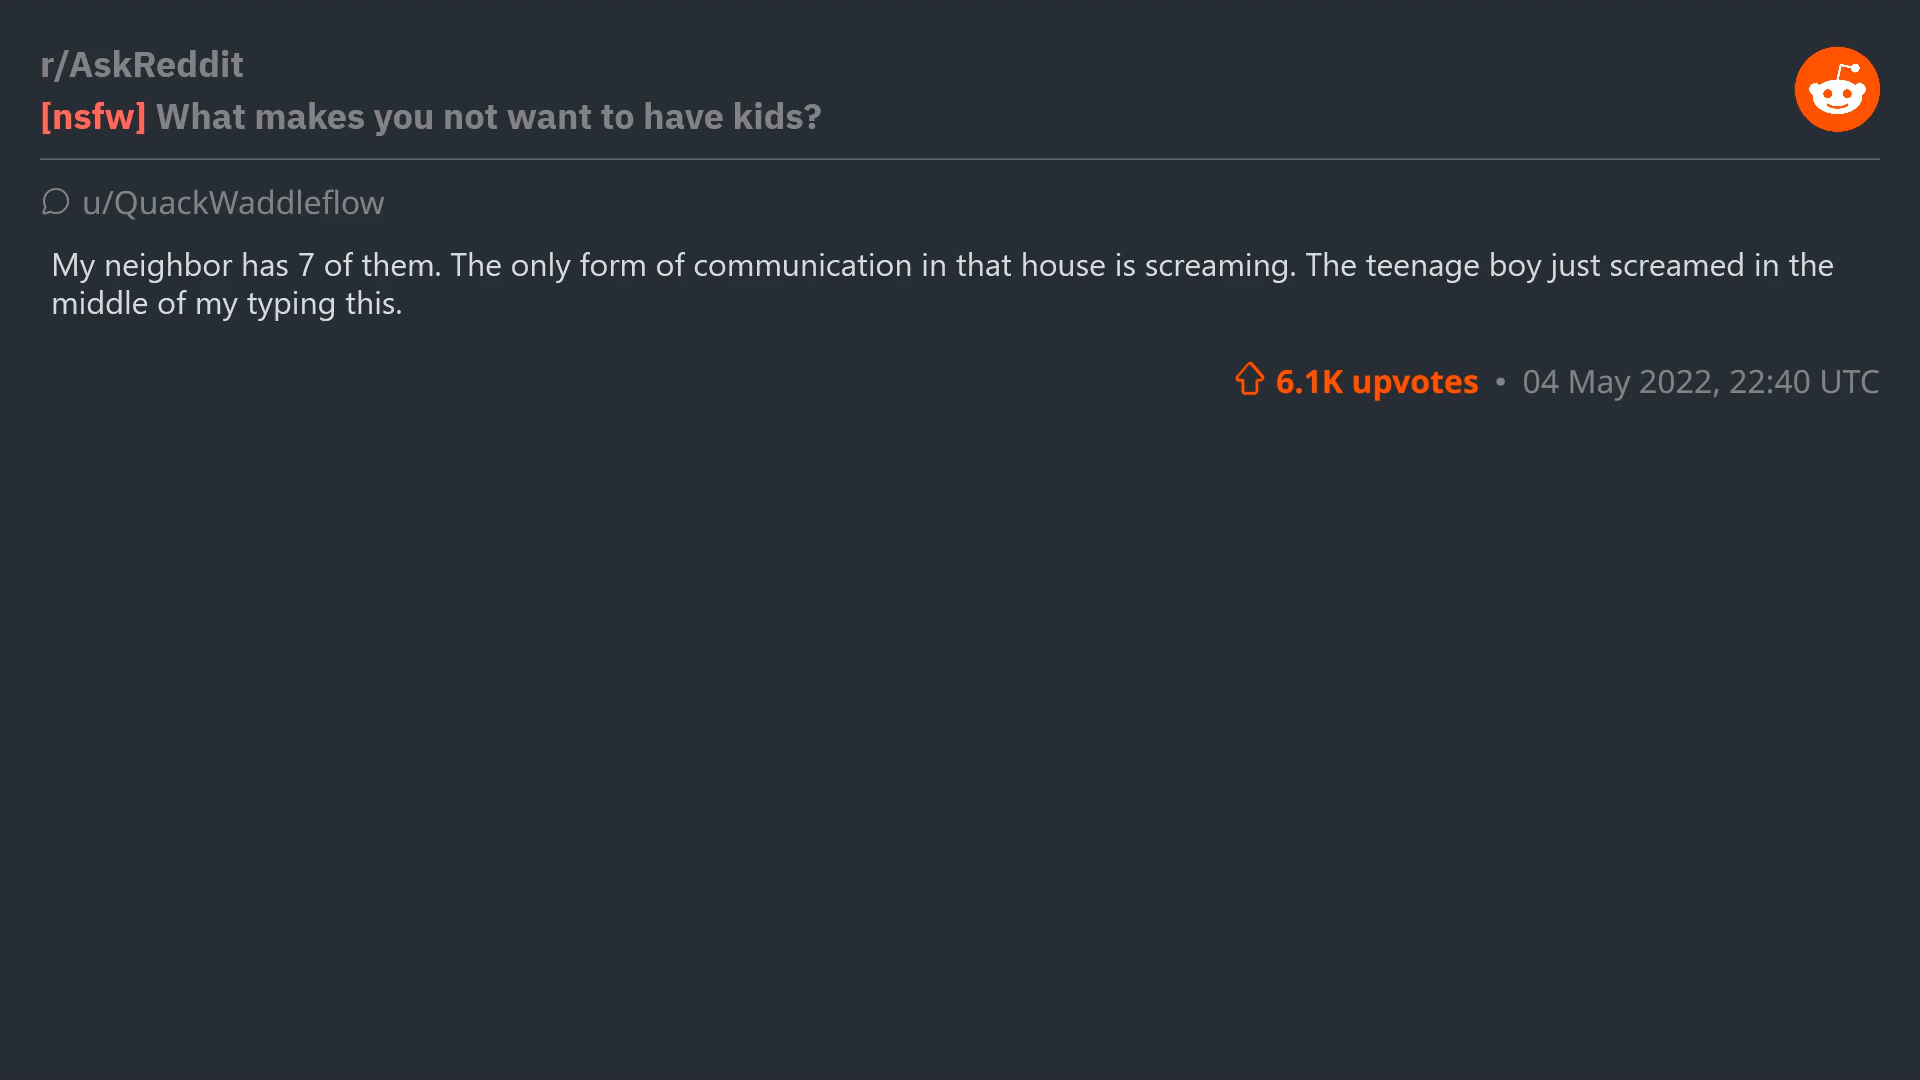 r/AskReddit
[nsfw] What makes you not want to have kids?
u/QuackWaddleflow
My neighbor has 7 of them. The only form of communication in that house is screaming. The teenage boy just screamed in the
middle of my typing this.
6.1K upvotes • 04 May 2022, 22:40 UTC